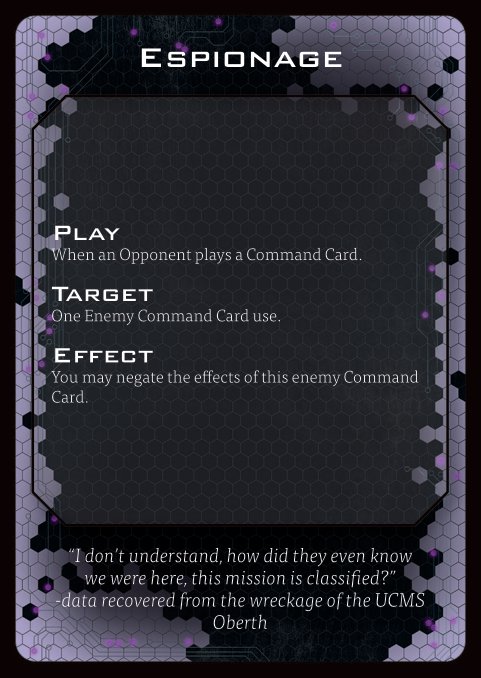 Espionage
Play
When an Opponent plays a Command Card.
Target
One Enemy Command Card use.
Effect
You may negate the effects of this enemy Command
Card.
“I don't understand, how did they even know
we were here, this mission is classified?”
-data recovered from the wreckage of the UCMS
Oberth